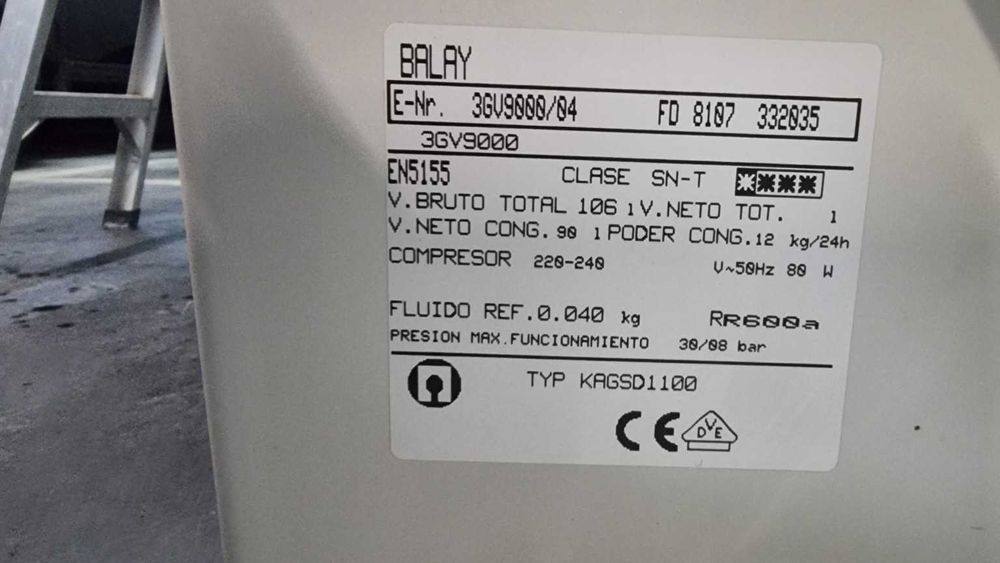 BALAY
E-Nr. 3GV9000/04 FD 8107 332035
3GV9000
EN5155 CLASE SN-T
V.BRUTO TOTAL 106 l V.NETO TOT. l
V.NETO CONG. 90 l PODER CONG.12 kg/24h
COMPRESOR 220-240 V~50Hz 80 W
FLUIDO REF.0.040 kg RR600a
PRESION MAX.FUNCIONAMIENTO 30/08 bar
TYP KAGSD1100
CE DVE